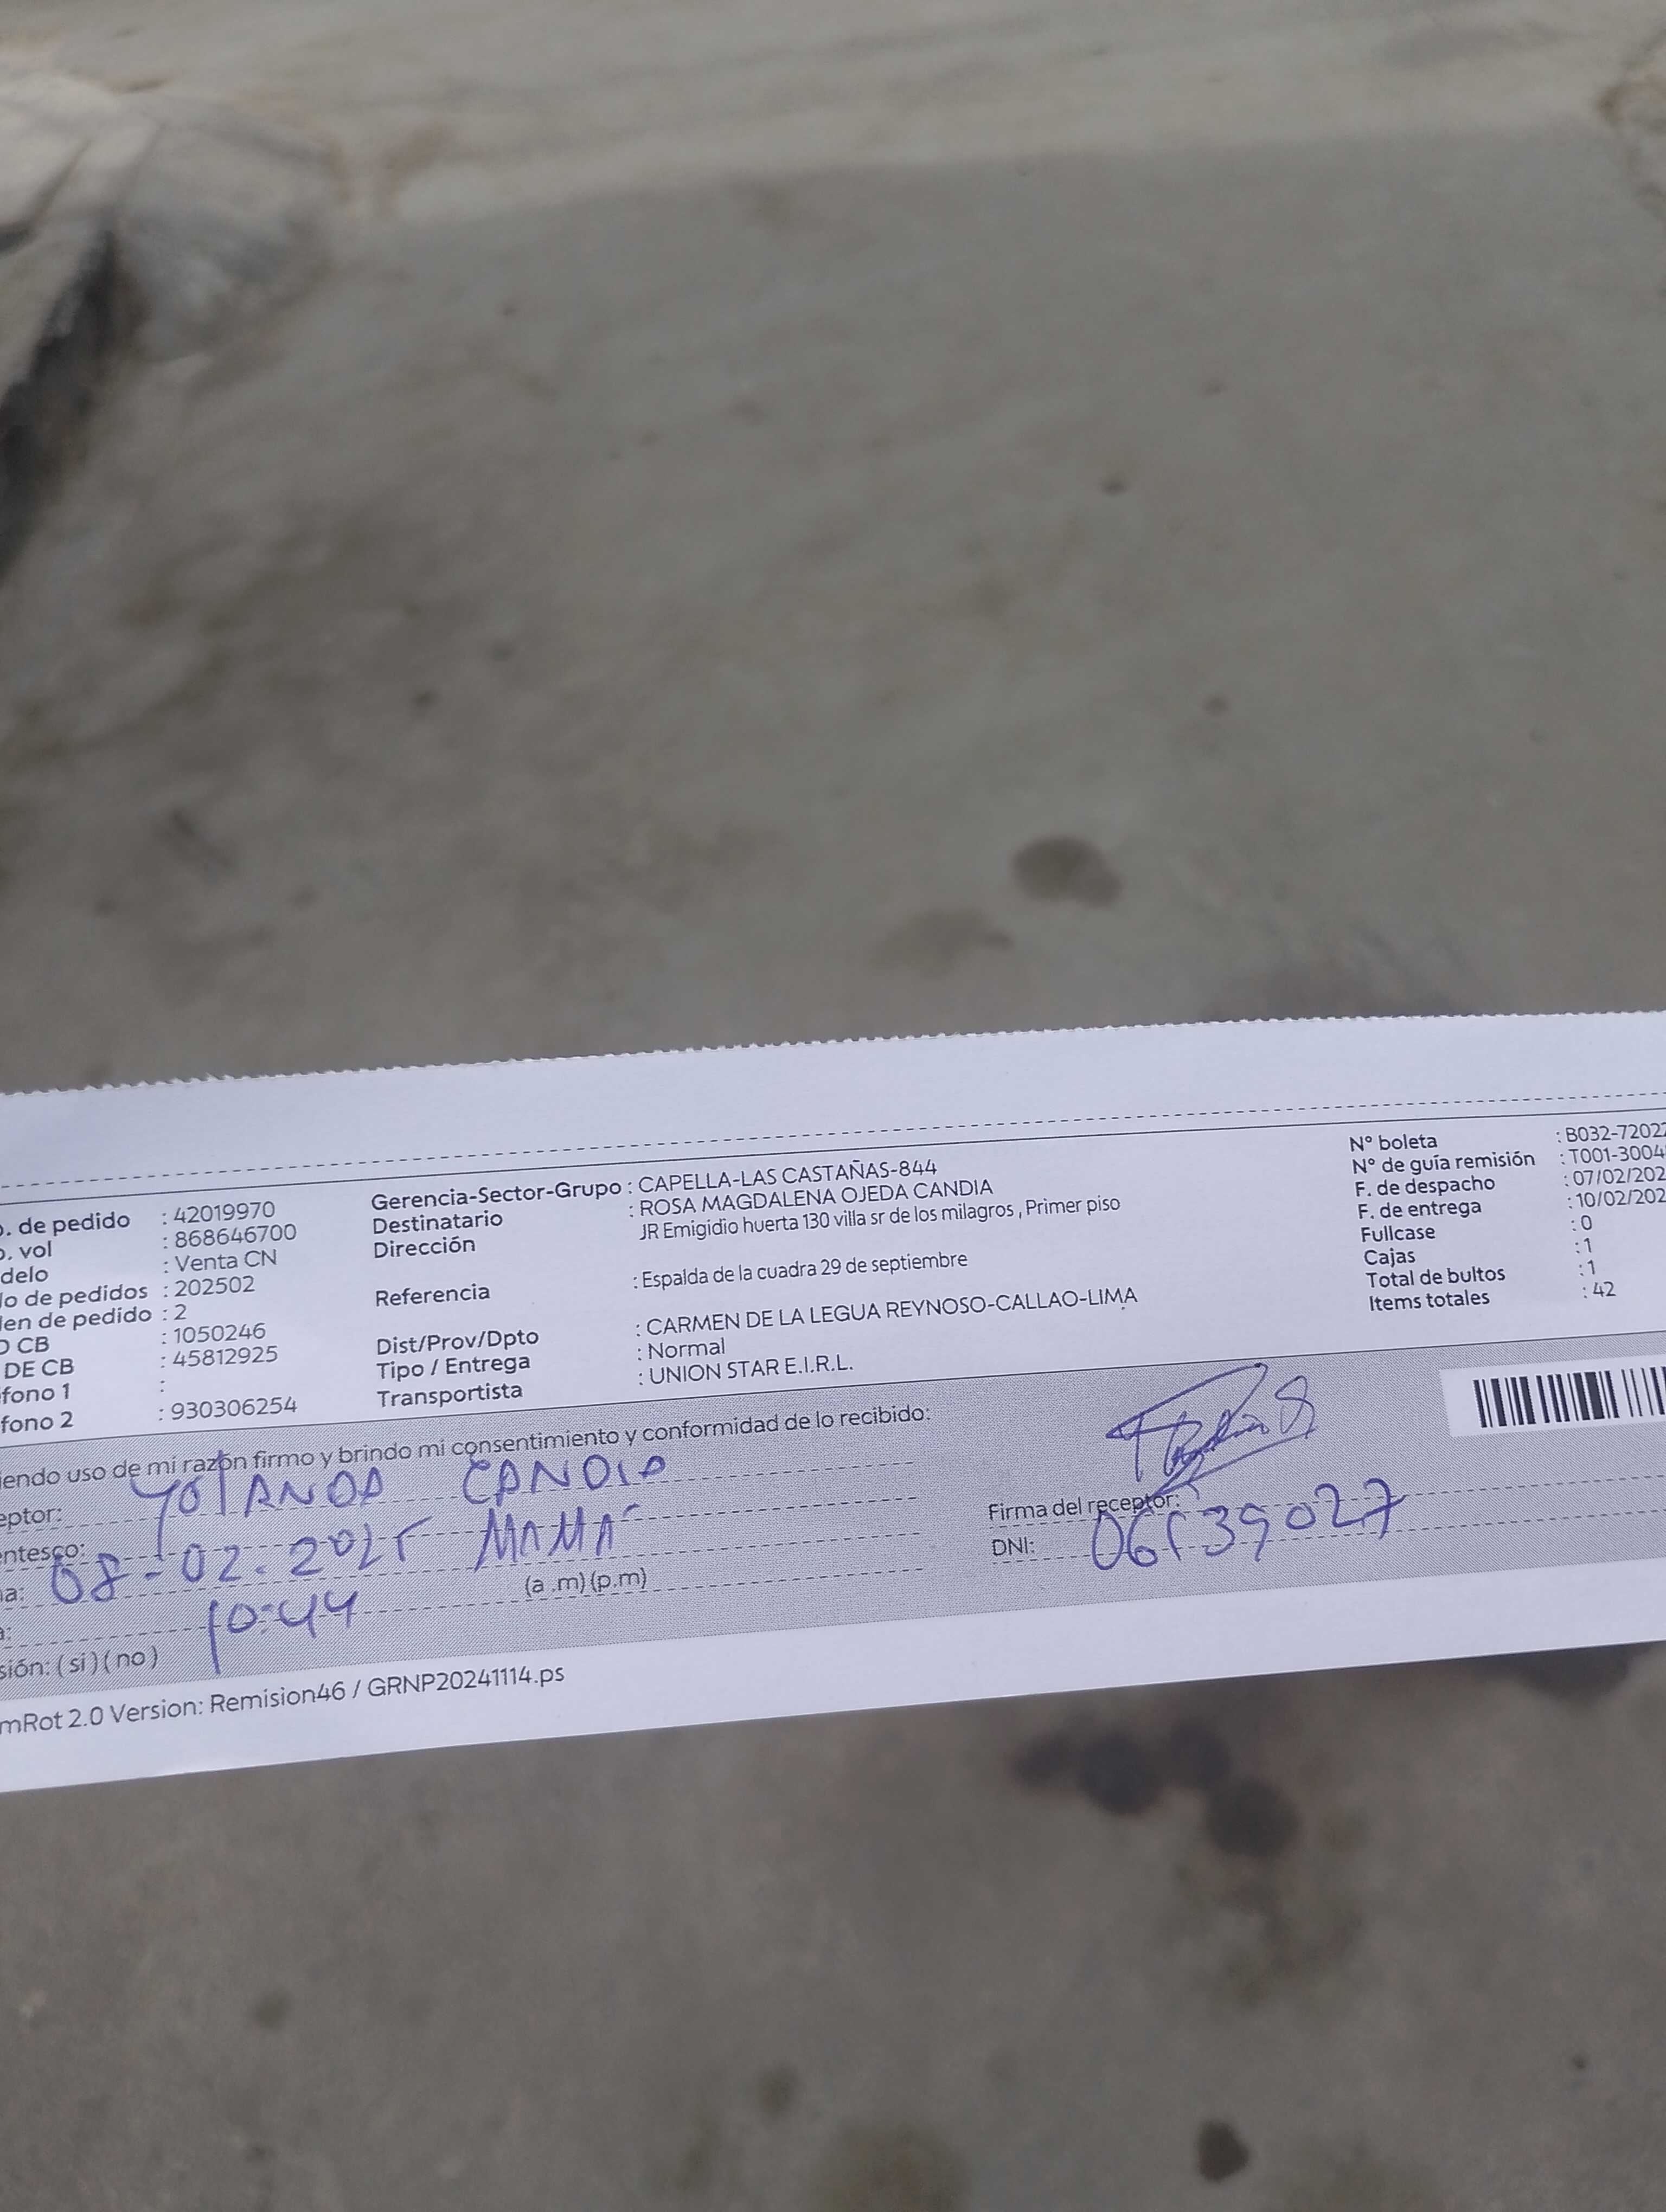 . de pedido : 42019970
. vol : 868646700
delo : Venta CN
o de pedidos : 202502
en de pedido : 2
CB : 1050246
DE CB : 45812925
fono 1 :
fono 2 : 930306254
Gerencia-Sector-Grupo : CAPELLA-LAS CASTAÑAS-844
Destinatario : ROSA MAGDALENA OJEDA CANDIA
Dirección JR Emigidio huerta 130 villa sr de los milagros , Primer piso
Referencia : Espalda de la cuadra 29 de septiembre
Dist/Prov/Dpto : CARMEN DE LA LEGUA REYNOSO-CALLAO-LIMA
Tipo / Entrega : Normal
Transportista : UNION STAR E.I.R.L.
N° boleta : B032-7202
N° de guía remisión : T001-3004
F. de despacho : 07/02/202
F. de entrega : 10/02/202
Fullcase : 0
Cajas : 1
Total de bultos : 1
Items totales : 42
iendo uso de mi razón firmo y brindo mi consentimiento y conformidad de lo recibido:
eptor: YOLANDA CANDIA
entesco: MAMÁ
a: 08-02-2025
a: 10:44 (a .m) (p.m)
sión: ( si ) ( no )
Firma del receptor:
DNI:
mRot 2.0 Version: Remision46 / GRNP20241114.ps